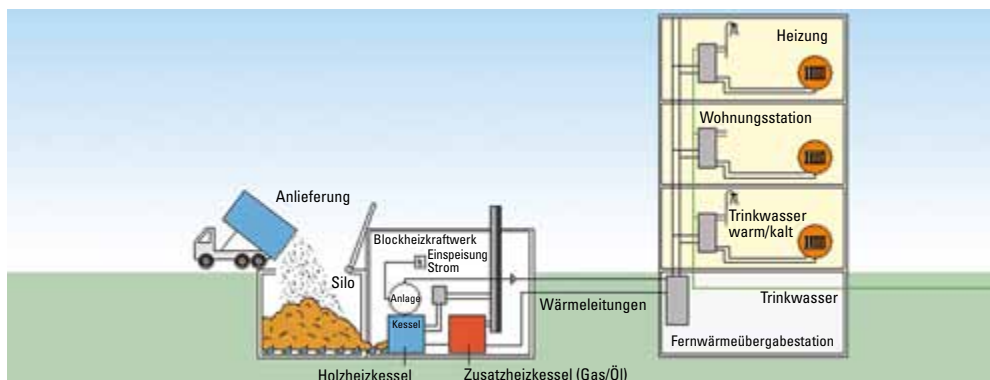 Heizung
Wohnungsstation
Trinkwasser
warm/kalt
Anlieferung
Blockheizkraftwerk
Einspeisung
Strom
Silo
Anlage
Kessel
Wärmeleitungen
Trinkwasser
Fernwärmeübergabestation
Holzheizkessel
Zusatzheizkessel (Gas/Öl)